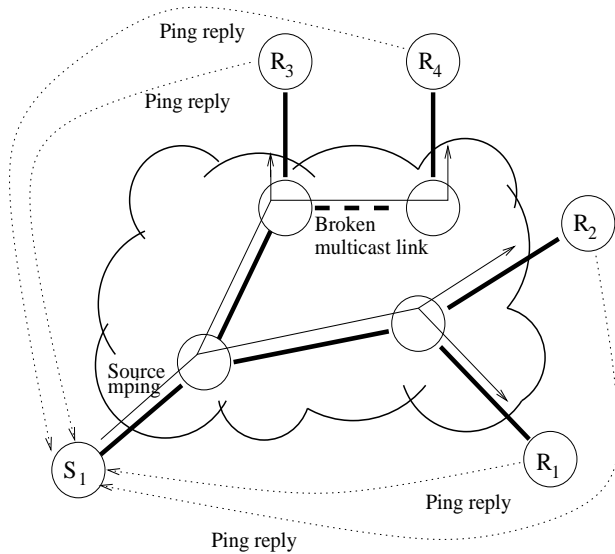 Ping reply
R3
R4
Ping reply
R2
Broken
multicast link
Source
mping
S1
R1
Ping reply
Ping reply